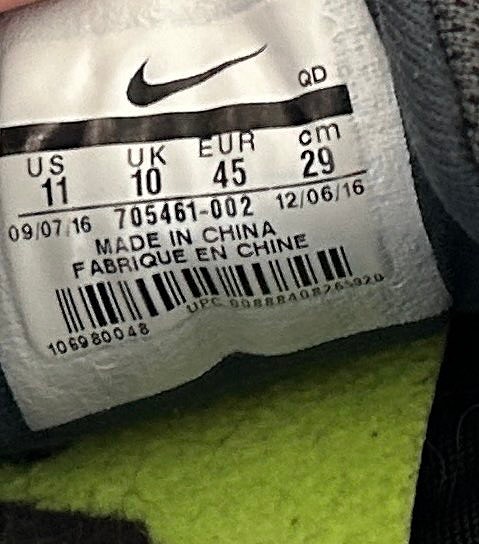 QD
US UK EUR cm
11 10 45 29
09/07/16 705461-002 12/06/16
MADE IN CHINA
FABRIQUE EN CHINE
UPC
106980048